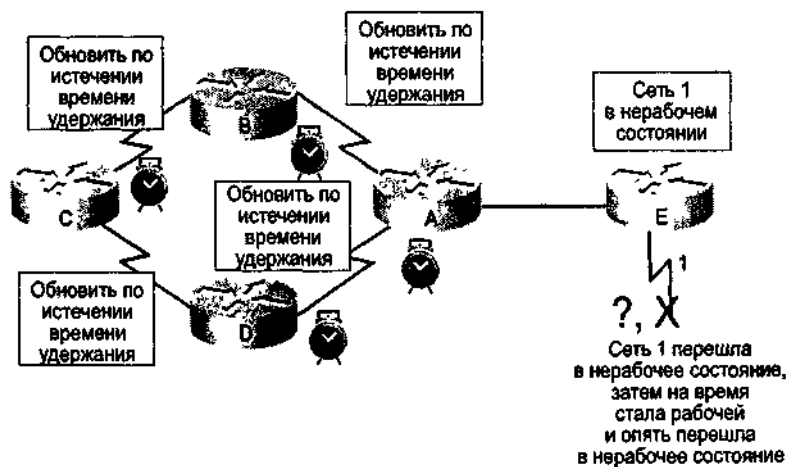 Обновить по
истечении
времени
удержания
Обновить по
истечении
времени
удержания
Сеть 1
в нерабочем
состоянии
B
C
Обновить по
истечении
времени
удержания
A
E
Обновить по
истечении
времени
удержания
D
1
?, X
Сеть 1 перешла
в нерабочее состояние,
затем на время
стала рабочей
и опять перешла
в нерабочее состояние